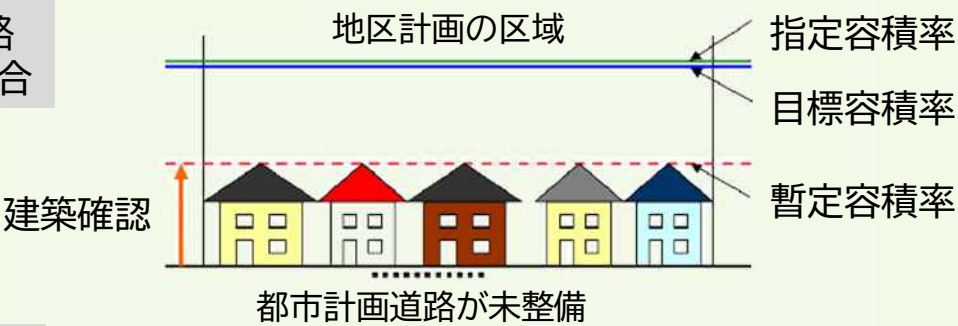 合
地区計画の区域
指定容積率
目標容積率
暫定容積率
建築確認
都市計画道路が未整備